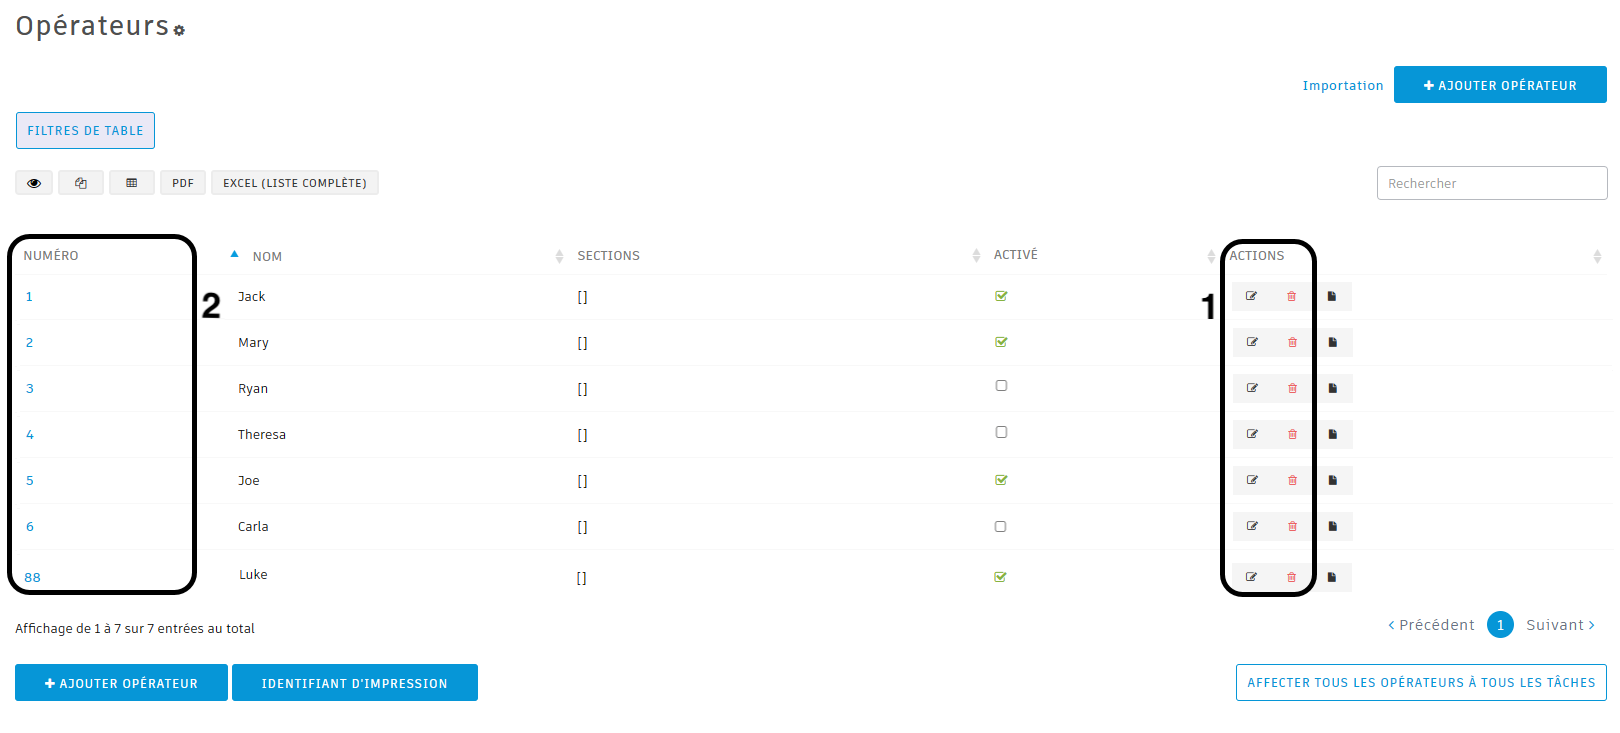 Opérateurs
Importation
AJOUTER OPÉRATEUR
FILTRES DE TABLE
PDF
EXCEL (LISTE COMPLÈTE)
Rechercher
NUMÉRO NOM SECTIONS ACTIVÉ ACTIONS
2
1
1 Jack []
2 Mary []
3 Ryan []
4 Theresa []
5 Joe []
6 Carla []
88 Luke []
Affichage de 1 à 7 sur 7 entrées au total
Précédent 1 Suivant
AJOUTER OPÉRATEUR
IDENTIFIANT D'IMPRESSION
AFFECTER TOUS LES OPÉRATEURS À TOUS LES TÂCHES